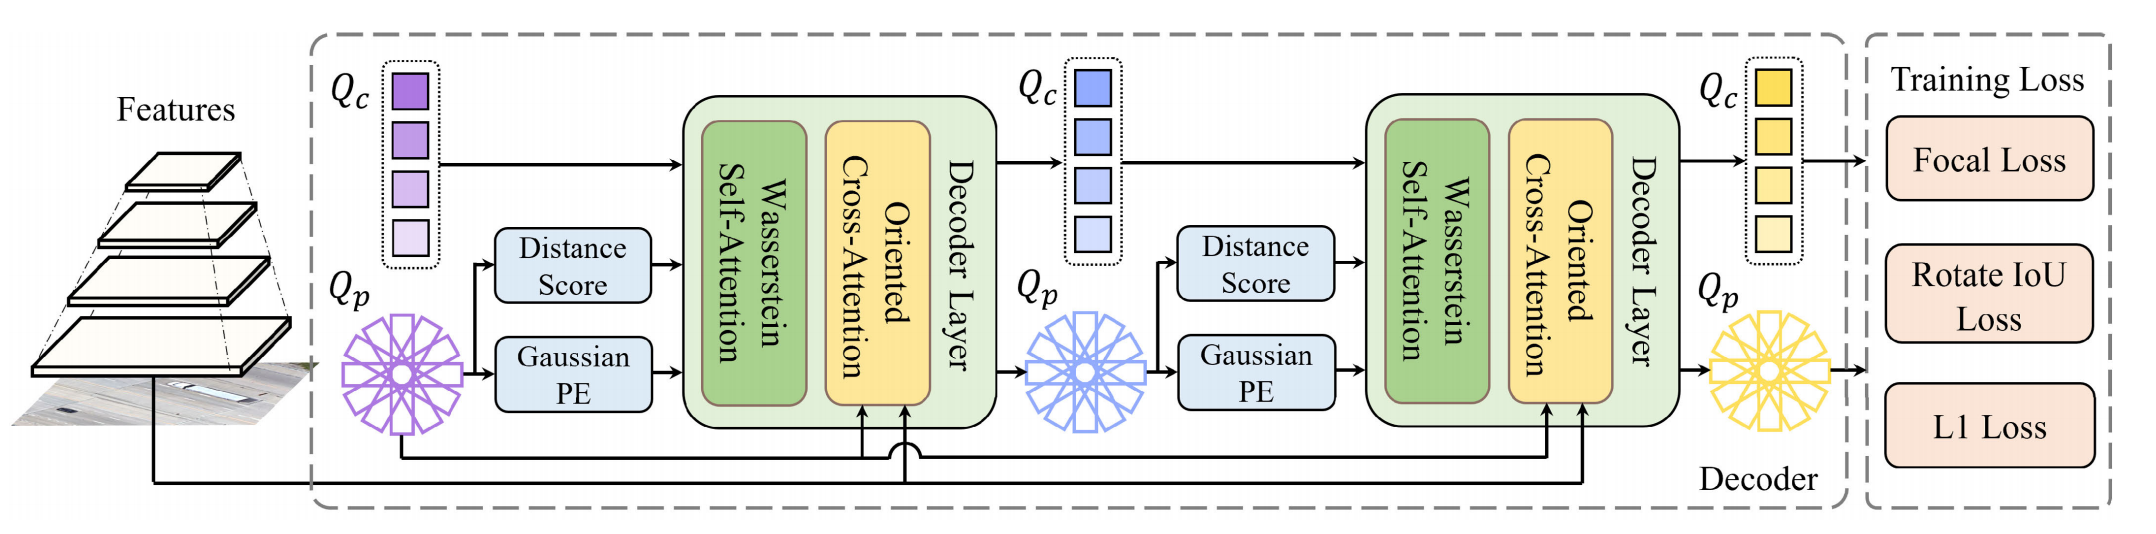 Features
Q_c
Q_p
Distance
Score
Gaussian
PE
Wasserstein
Self-Attention
Oriented
Cross-Attention
Decoder Layer
Q_c
Q_p
Distance
Score
Gaussian
PE
Wasserstein
Self-Attention
Oriented
Cross-Attention
Decoder Layer
Q_c
Q_p
Decoder
Training Loss
Focal Loss
Rotate IoU
Loss
L1 Loss